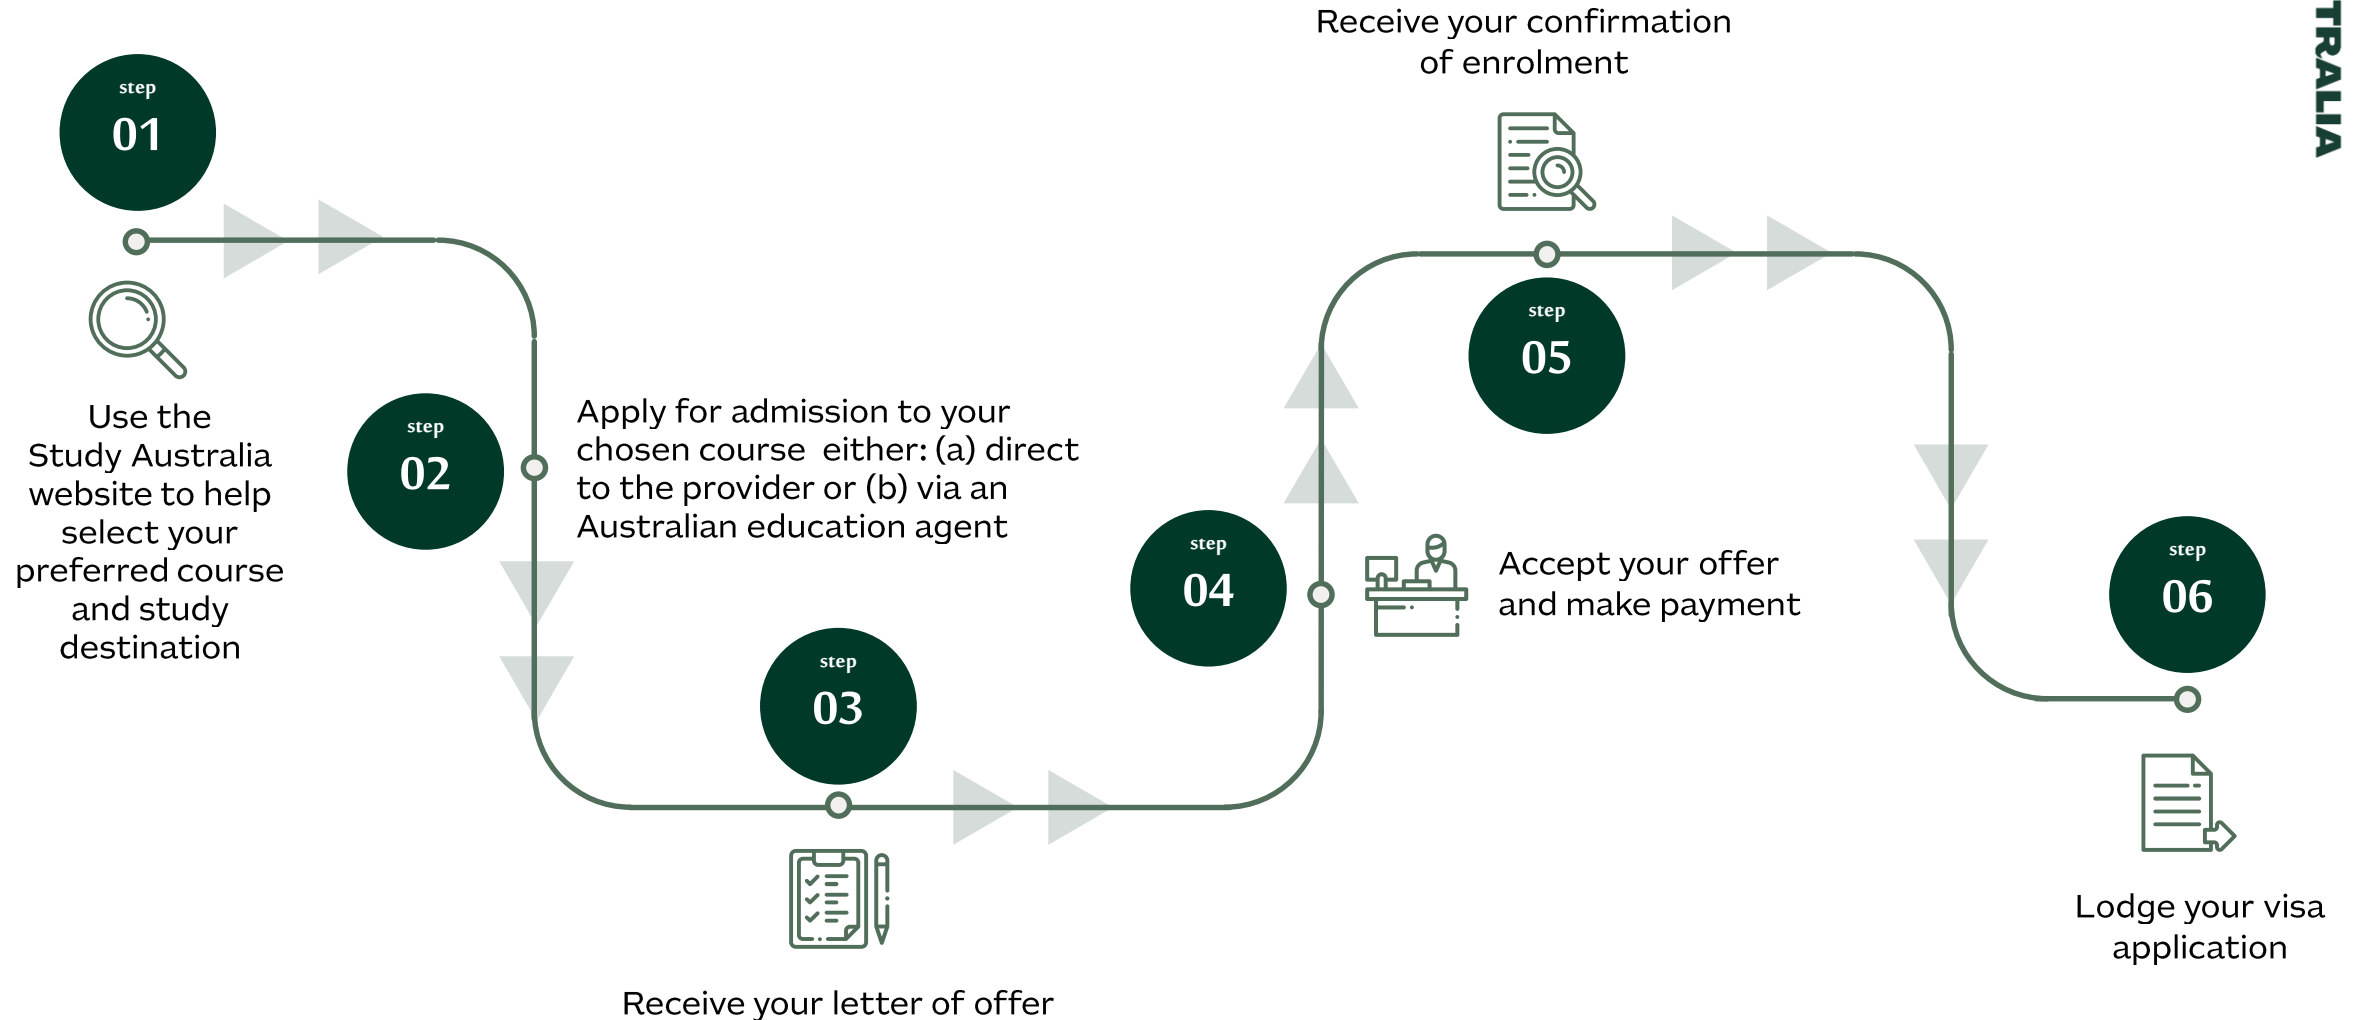 step
01
Use the
Study Australia
website to help
select your
preferred course
and study
destination
step
02
Apply for admission to your
chosen course  either: (a) direct
to the provider or (b) via an
Australian education agent
step
03
Receive your letter of offer
step
04
Accept your offer
and make payment
Receive your confirmation
of enrolment
step
05
step
06
Lodge your visa
application
TRALIA